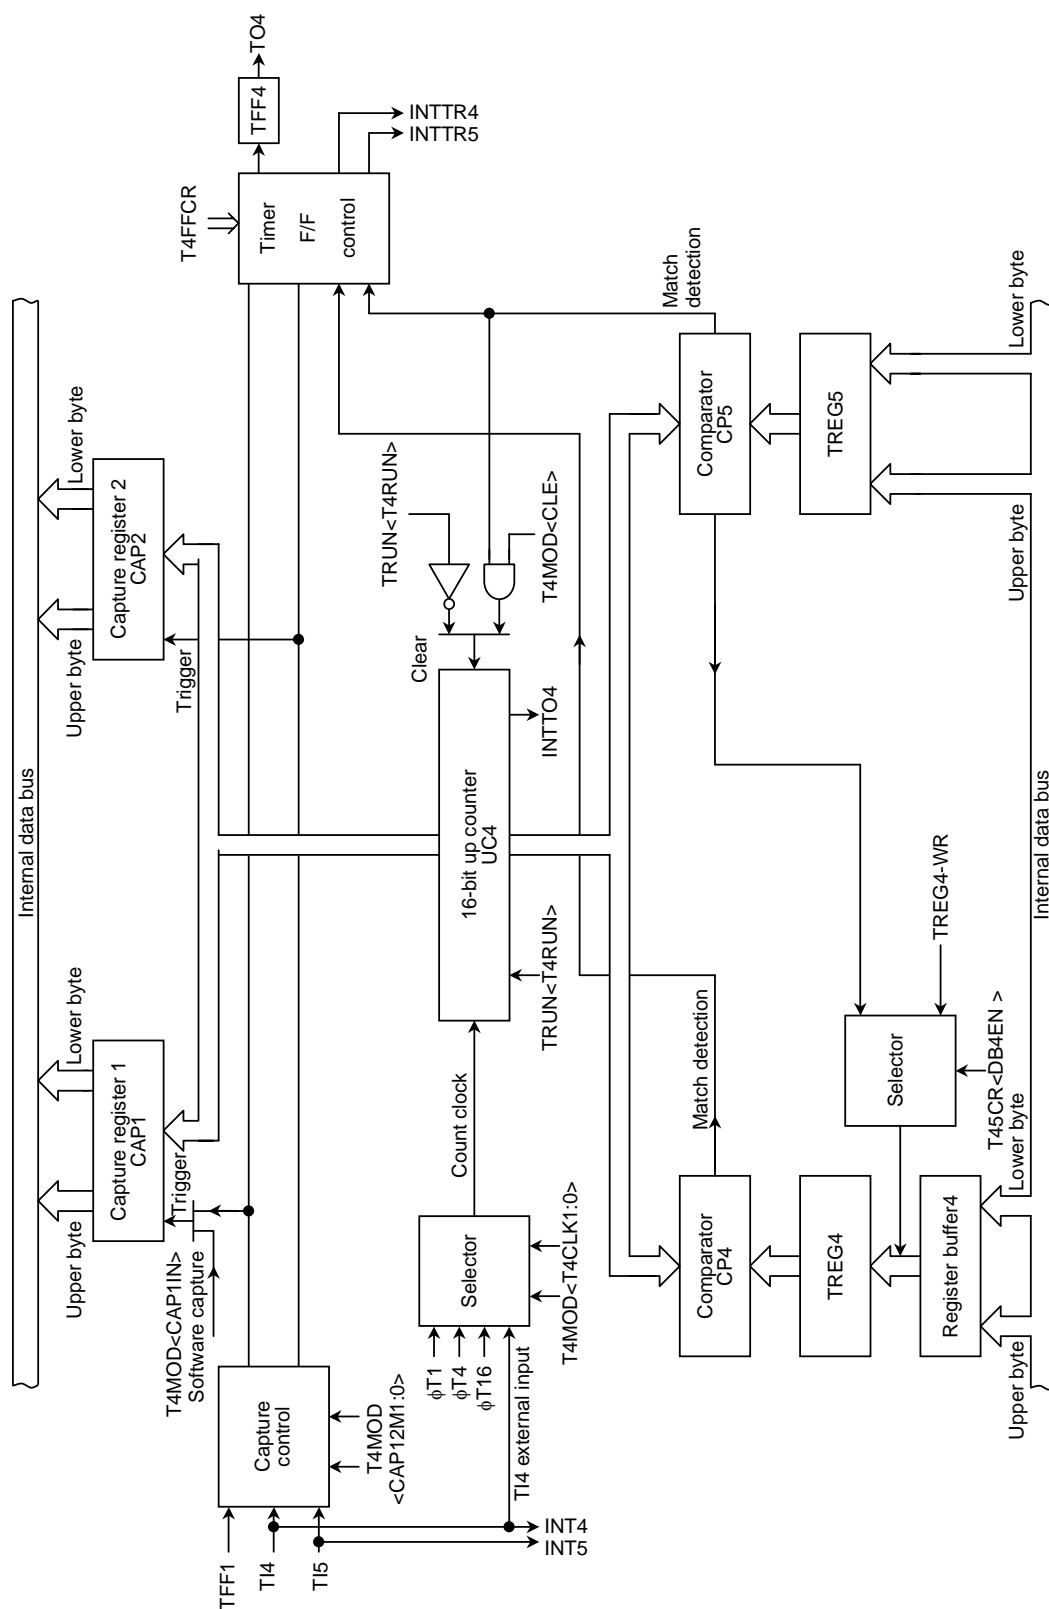 Internal data bus
Upper byte
Lower byte
Upper byte
Lower byte
Capture register 1
CAP1
Capture register 2
CAP2
T4MOD<CAP1IN>
Software capture
Trigger
Trigger
T4FFCR
TFF4
TO4
Timer
F/F
control
INTTR4
INTTR5
Capture
control
TFF1
TI4
TI5
T4MOD
<CAP12M1:0>
TRUN<T4RUN>
Clear
T4MOD<CLE>
ϕT1
ϕT4
ϕT16
TI4 external input
Selector
Count clock
16-bit up counter
UC4
INTTO4
T4MOD<T4CLK1:0>
TRUN<T4RUN>
INT4
INT5
Match detection
Match
detection
Comparator
CP4
Comparator
CP5
TREG4
TREG5
Selector
TREG4-WR
T45CR<DB4EN >
Register buffer4
Upper byte
Lower byte
Upper byte
Lower byte
Internal data bus